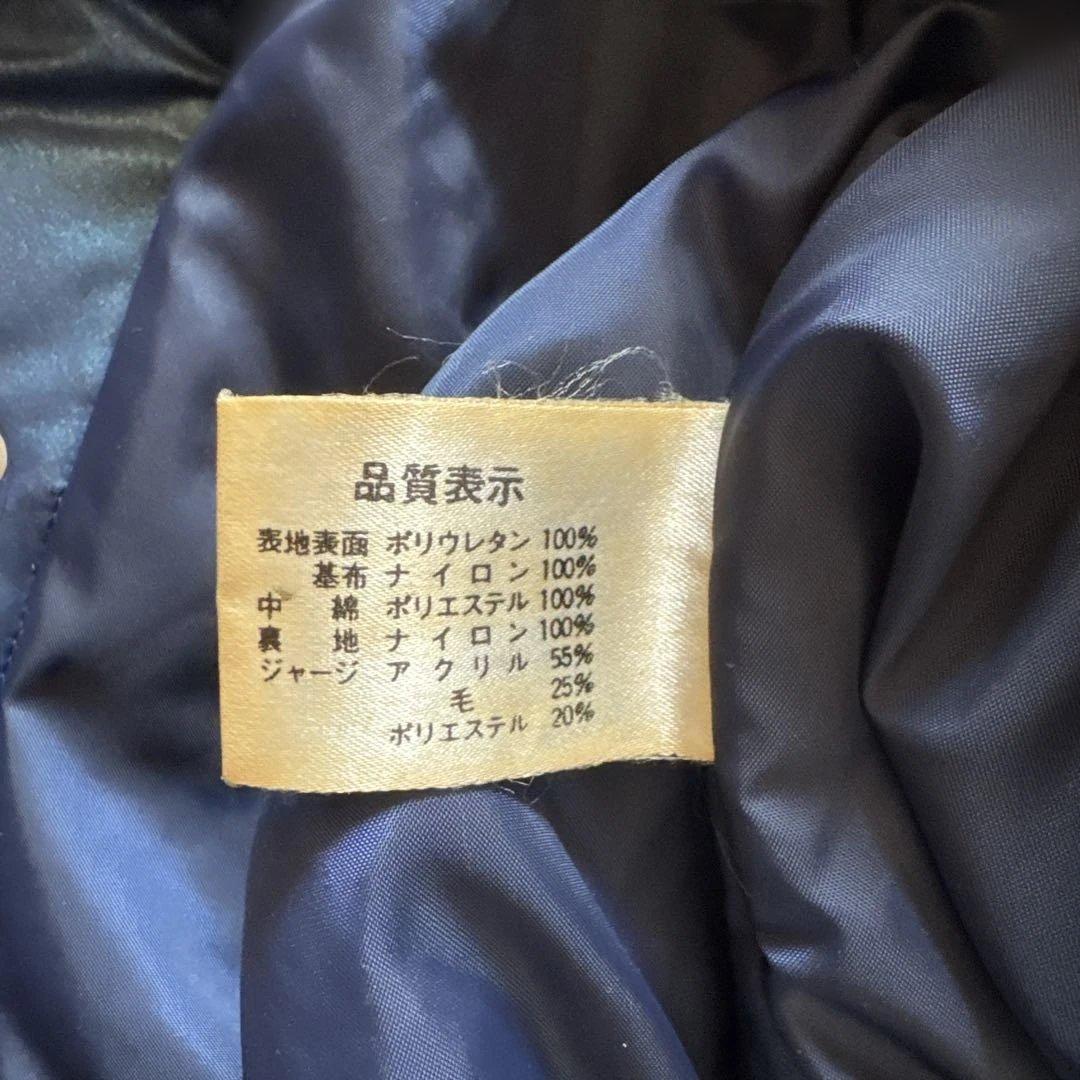 品質表示
表地表面 ポリウレタン 100%
基布 ナイロン 100%
中 綿 ポリエステル 100%
裏 地 ナイロン 100%
ジャージ アクリル 55%
毛 25%
ポリエステル 20%